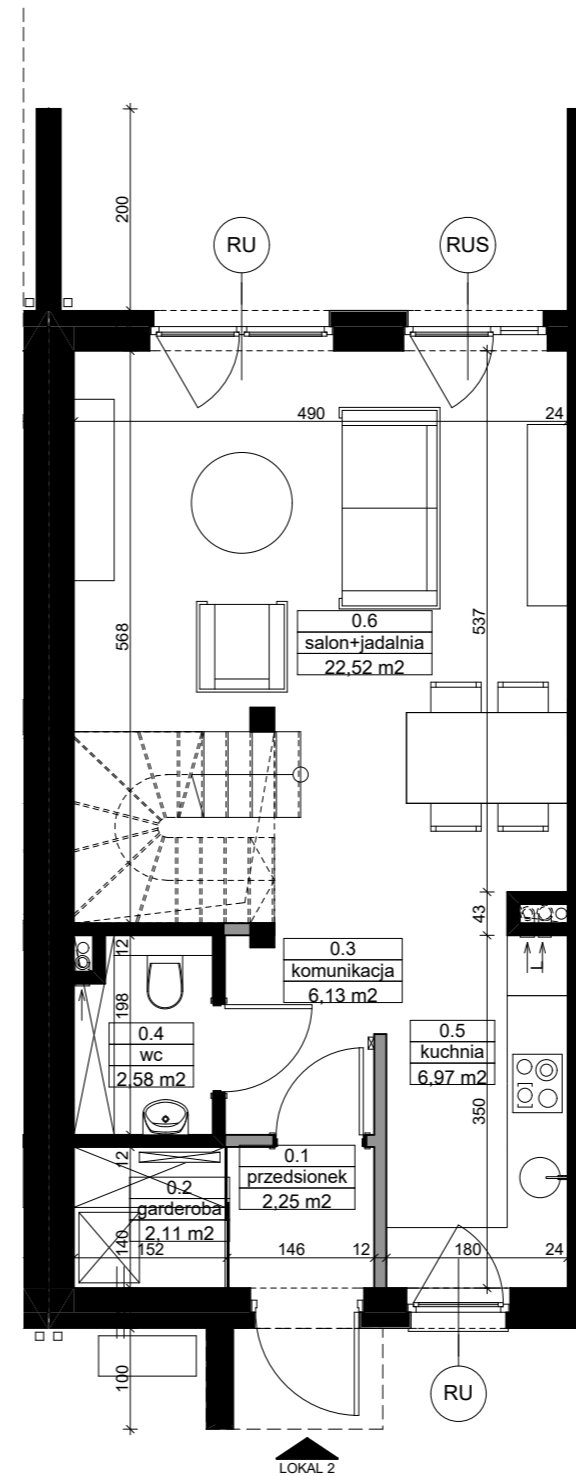 200
RU
RUS
490
24
568
537
0.6
salon+jadalnia
22,52 m2
43
12
0.3
komunikacja
6,13 m2
198
0.4
wc
2,58 m2
0.5
kuchnia
6,97 m2
350
12
0.1
przedsionek
2,25 m2
0.2
garderoba
2,11 m2
140
152
146
12
180
24
100
RU
LOKAL 2